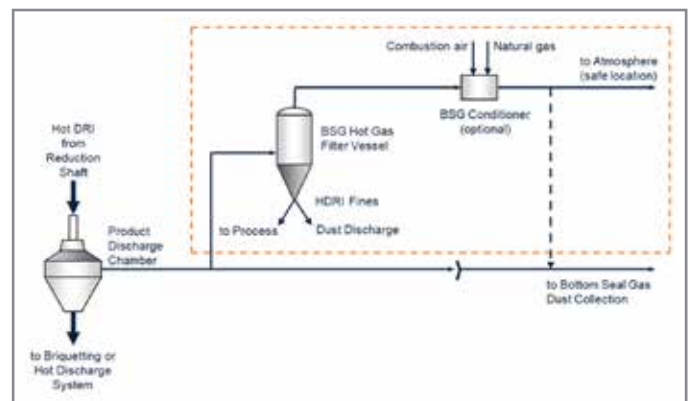 Combustion air
Natural gas
to Atmosphere
(safe location)
BSG Conditioner
(optional)
Hot DRI
from
Reduction
Shaft
BSG Hot Gas
Filter Vessel
HDRI Fines
to Process
Dust Discharge
Product
Discharge
Chamber
to Bottom Seal Gas
Dust Collection
to Briquetting or
Hot Discharge
System